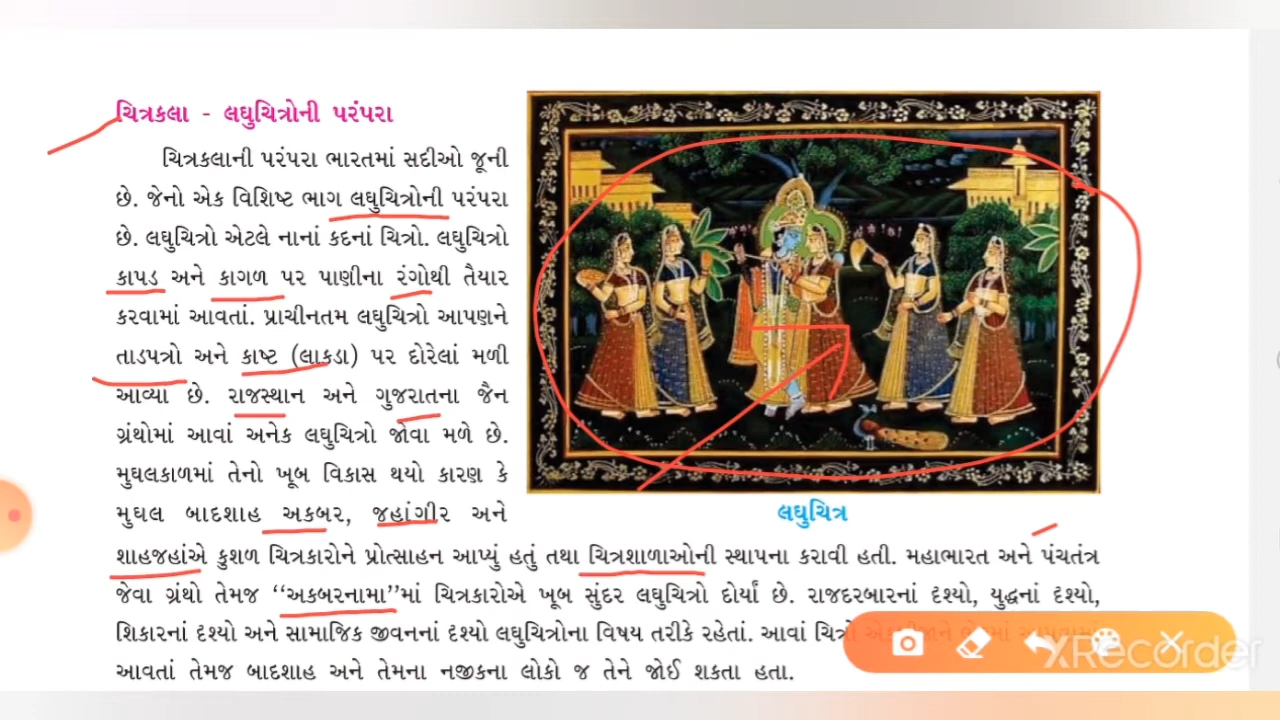 ચિત્રકલા - લઘુચિત્રોની પરંપરા
ચિત્રકલાની પરંપરા ભારતમાં સદીઓ જૂની
છે. જેનો એક વિશિષ્ટ ભાગ લઘુચિત્રોની પરંપરા
છે. લઘુચિત્રો એટલે નાનાં કદનાં ચિત્રો. લઘુચિત્રો
કાપડ અને કાગળ પર પાણીના રંગોથી તૈયાર
કરવામાં આવતાં. પ્રાચીનતમ લઘુચિત્રો આપણને
તાડપત્રો અને કાષ્ટ (લાકડા) પર દોરેલાં મળી
આવ્યા છે. રાજસ્થાન અને ગુજરાતના જૈન
ગ્રંથોમાં આવાં અનેક લઘુચિત્રો જોવા મળે છે.
મુઘલકાળમાં તેનો ખૂબ વિકાસ થયો કારણ કે
મુઘલ બાદશાહ અકબર, જહાંગીર અને
લઘુચિત્ર
શાહજહાંએ કુશળ ચિત્રકારોને પ્રોત્સાહન આપ્યું હતું તથા ચિત્રશાળાઓની સ્થાપના કરાવી હતી. મહાભારત અને પંચતંત્ર
જેવા ગ્રંથો તેમજ ‘‘અકબરનામા’’માં ચિત્રકારોએ ખૂબ સુંદર લઘુચિત્રો દોર્યાં છે. રાજદરબારનાં દૃશ્યો, યુદ્ધનાં દૃશ્યો,
શિકારનાં દૃશ્યો અને સામાજિક જીવનનાં દૃશ્યો લઘુચિત્રોના વિષય તરીકે રહેતાં. આવાં ચિત્રો
આવતાં તેમજ બાદશાહ અને તેમના નજીકના લોકો જ તેને જોઈ શકતા હતા.
XRecorder